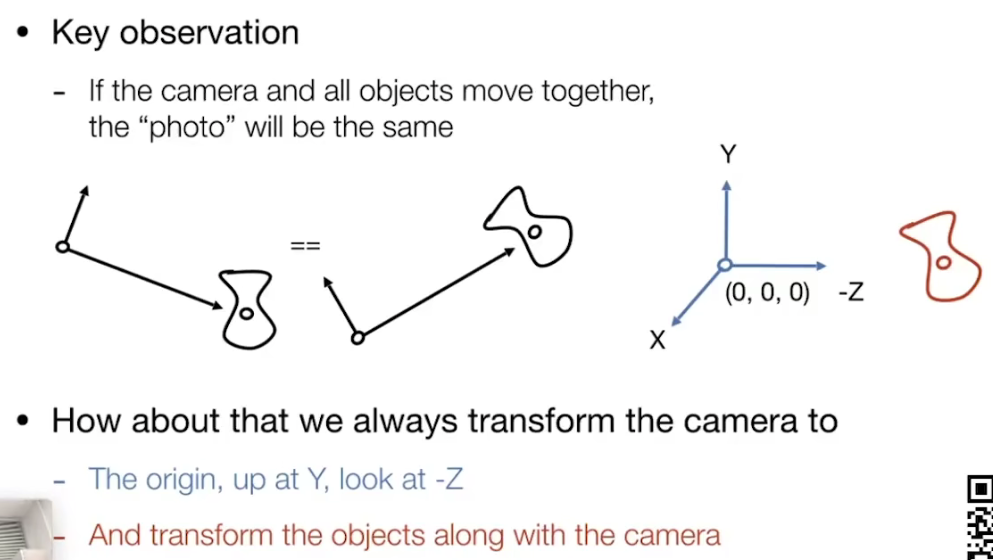 • Key observation
- If the camera and all objects move together,
the “photo” will be the same
==
Y
(0, 0, 0)
-Z
X
• How about that we always transform the camera to
- The origin, up at Y, look at -Z
- And transform the objects along with the camera